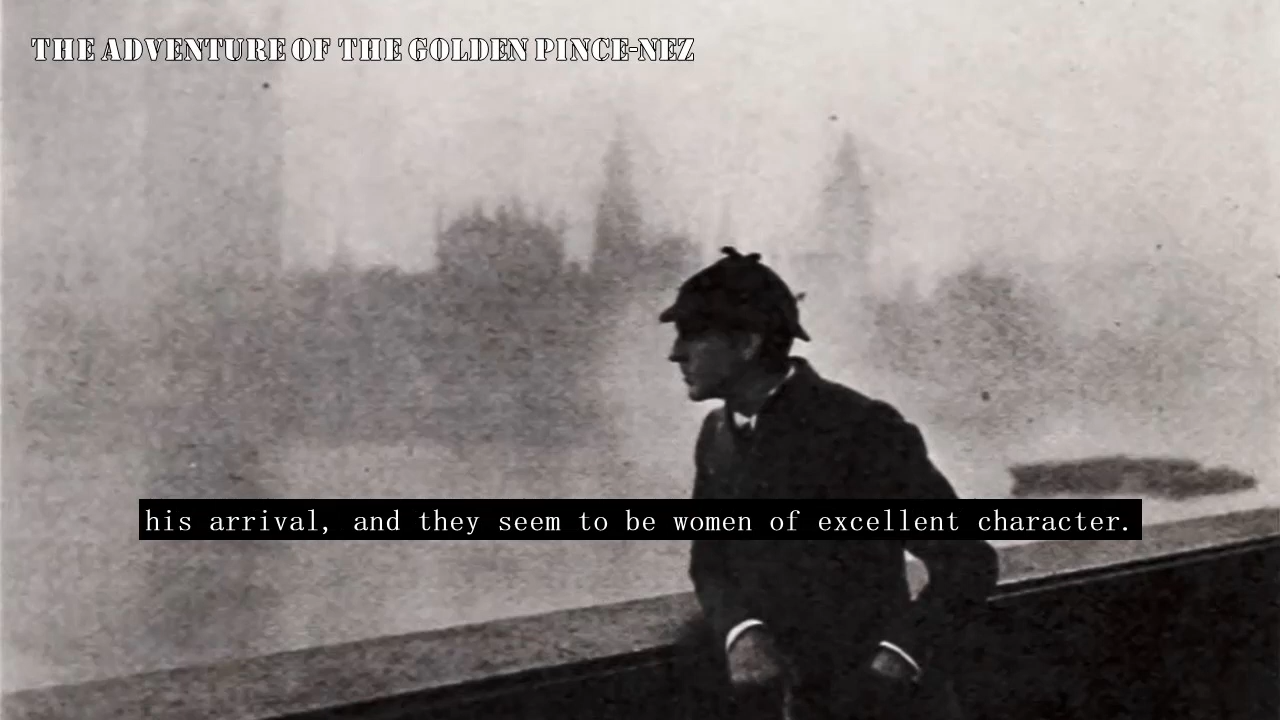 THE ADVENTURE OF THE GOLDEN PINCE-NEZ
his arrival, and they seem to be women of excellent character.